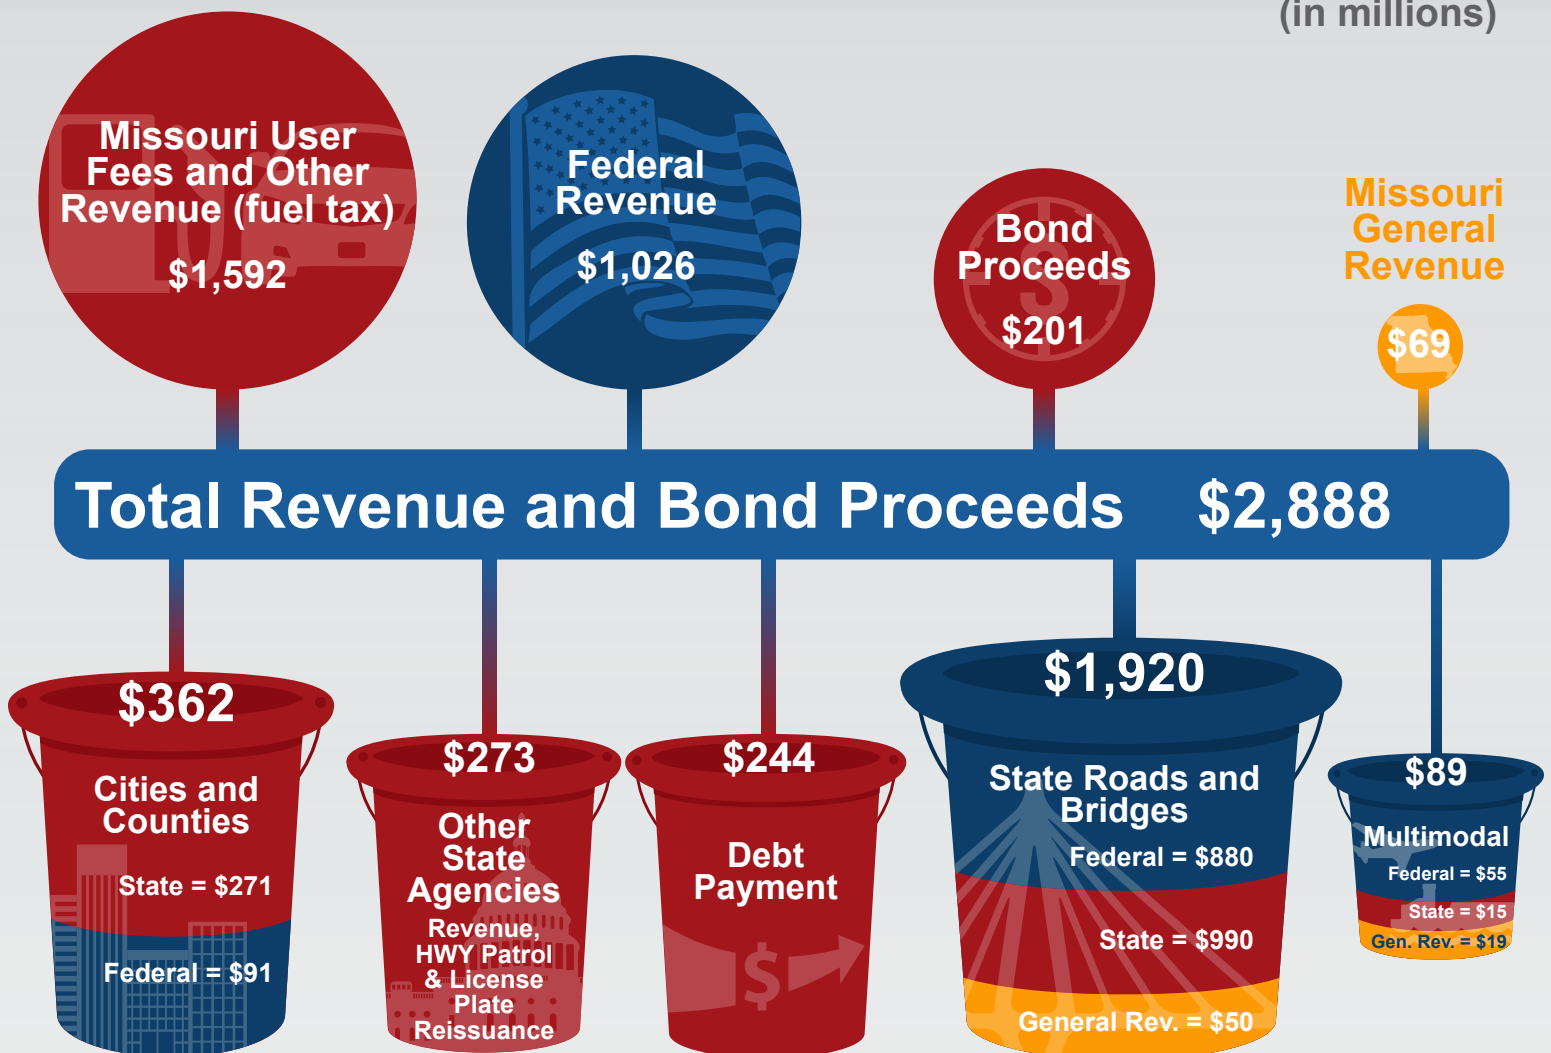 (in millions)
Missouri User
Fees and Other
Revenue (fuel tax)
$1,592
Federal
Revenue
$1,026
Bond
Proceeds
$201
Missouri
General
Revenue
$69
Total Revenue and Bond Proceeds $2,888
$362
Cities and
Counties
State = $271
Federal = $91
$273
Other
State
Agencies
Revenue,
HWY Patrol
& License
Plate
Reissuance
$244
Debt
Payment
$
$1,920
State Roads and
Bridges
Federal = $880
State = $990
General Rev. = $50
$89
Multimodal
Federal = $55
State = $15
Gen. Rev. = $19